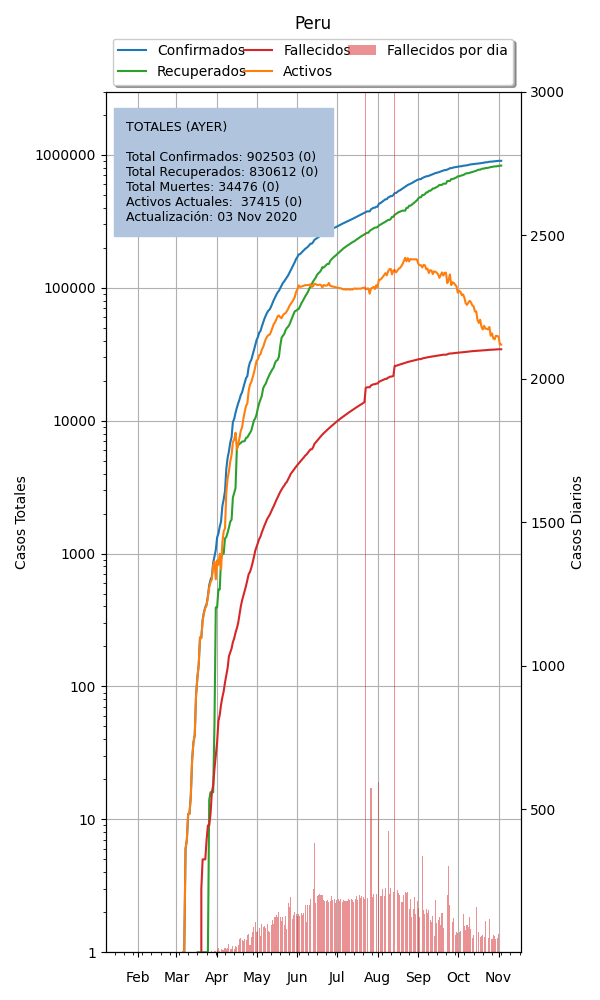 Peru
Confirmados
Recuperados
Fallecidos
Activos
Fallecidos por dia
TOTALES (AYER)
Total Confirmados: 902503 (0)
Total Recuperados: 830612 (0)
Total Muertes: 34476 (0)
Activos Actuales:  37415 (0)
Actualización: 03 Nov 2020
Casos Totales
1000000
100000
10000
1000
100
10
1
3000
2500
2000
1500
1000
500
Casos Diarios
Feb Mar Apr May Jun Jul Aug Sep Oct Nov